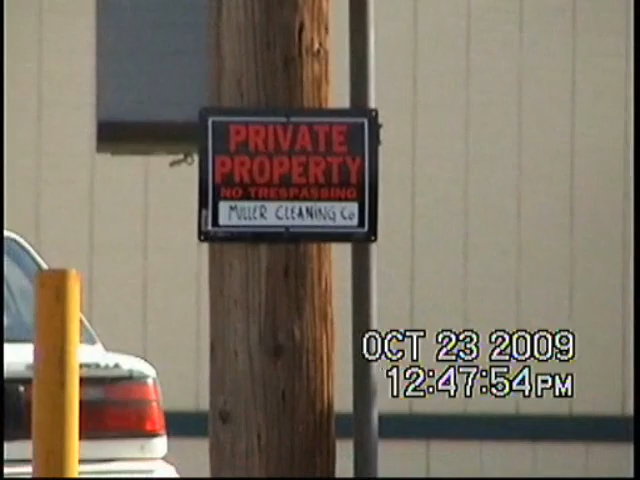 PRIVATE
PROPERTY
NO TRESPASSING
MILLER CLEANING Co
OCT 23 2009
12:47:54PM